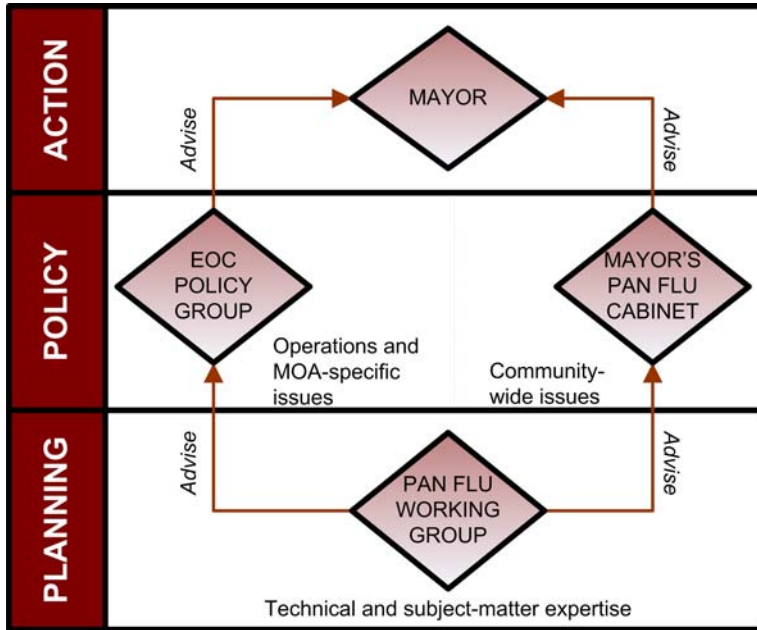 ACTION
Advise
MAYOR
Advise
POLICY
EOC
POLICY
GROUP
MAYOR'S
PAN FLU
CABINET
Operations and
MOA-specific
issues
Community-
wide issues
PLANNING
Advise
PAN FLU
WORKING
GROUP
Advise
Technical and subject-matter expertise